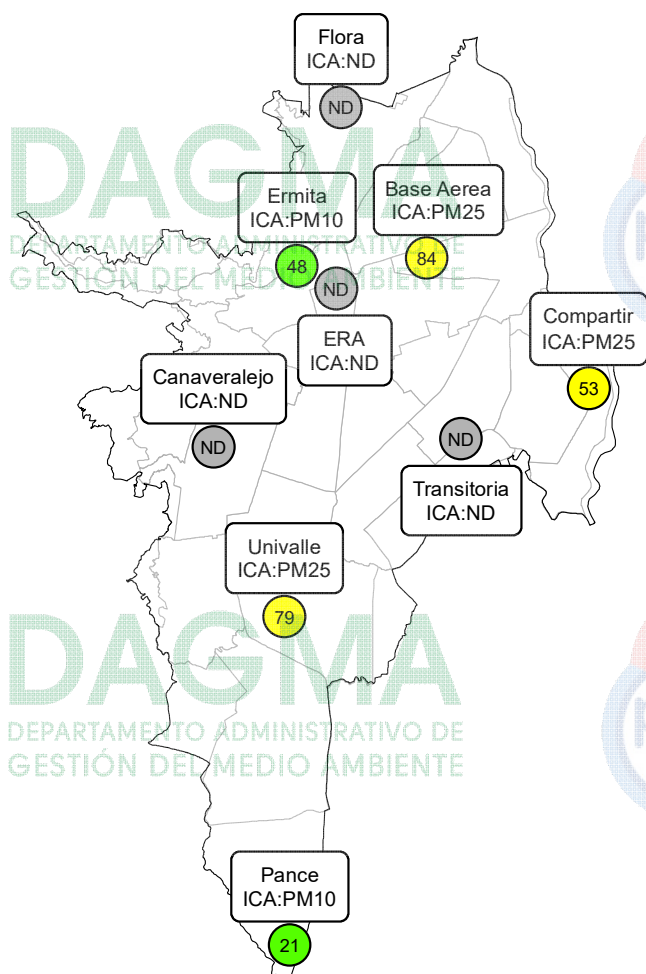 Flora
ICA:ND
ND
DAGMA
DEPARTAMENTO ADMINISTRATIVO DE
GESTIÓN DEL MEDIO AMBIENTE
Ermita
ICA:PM10
48
Base Aerea
ICA:PM25
84
ND
ERA
ICA:ND
Compartir
ICA:PM25
53
Canaveralejo
ICA:ND
ND
ND
Transitoria
ICA:ND
Univalle
ICA:PM25
79
DAGMA
DEPARTAMENTO ADMINISTRATIVO DE
GESTIÓN DEL MEDIO AMBIENTE
Pance
ICA:PM10
21